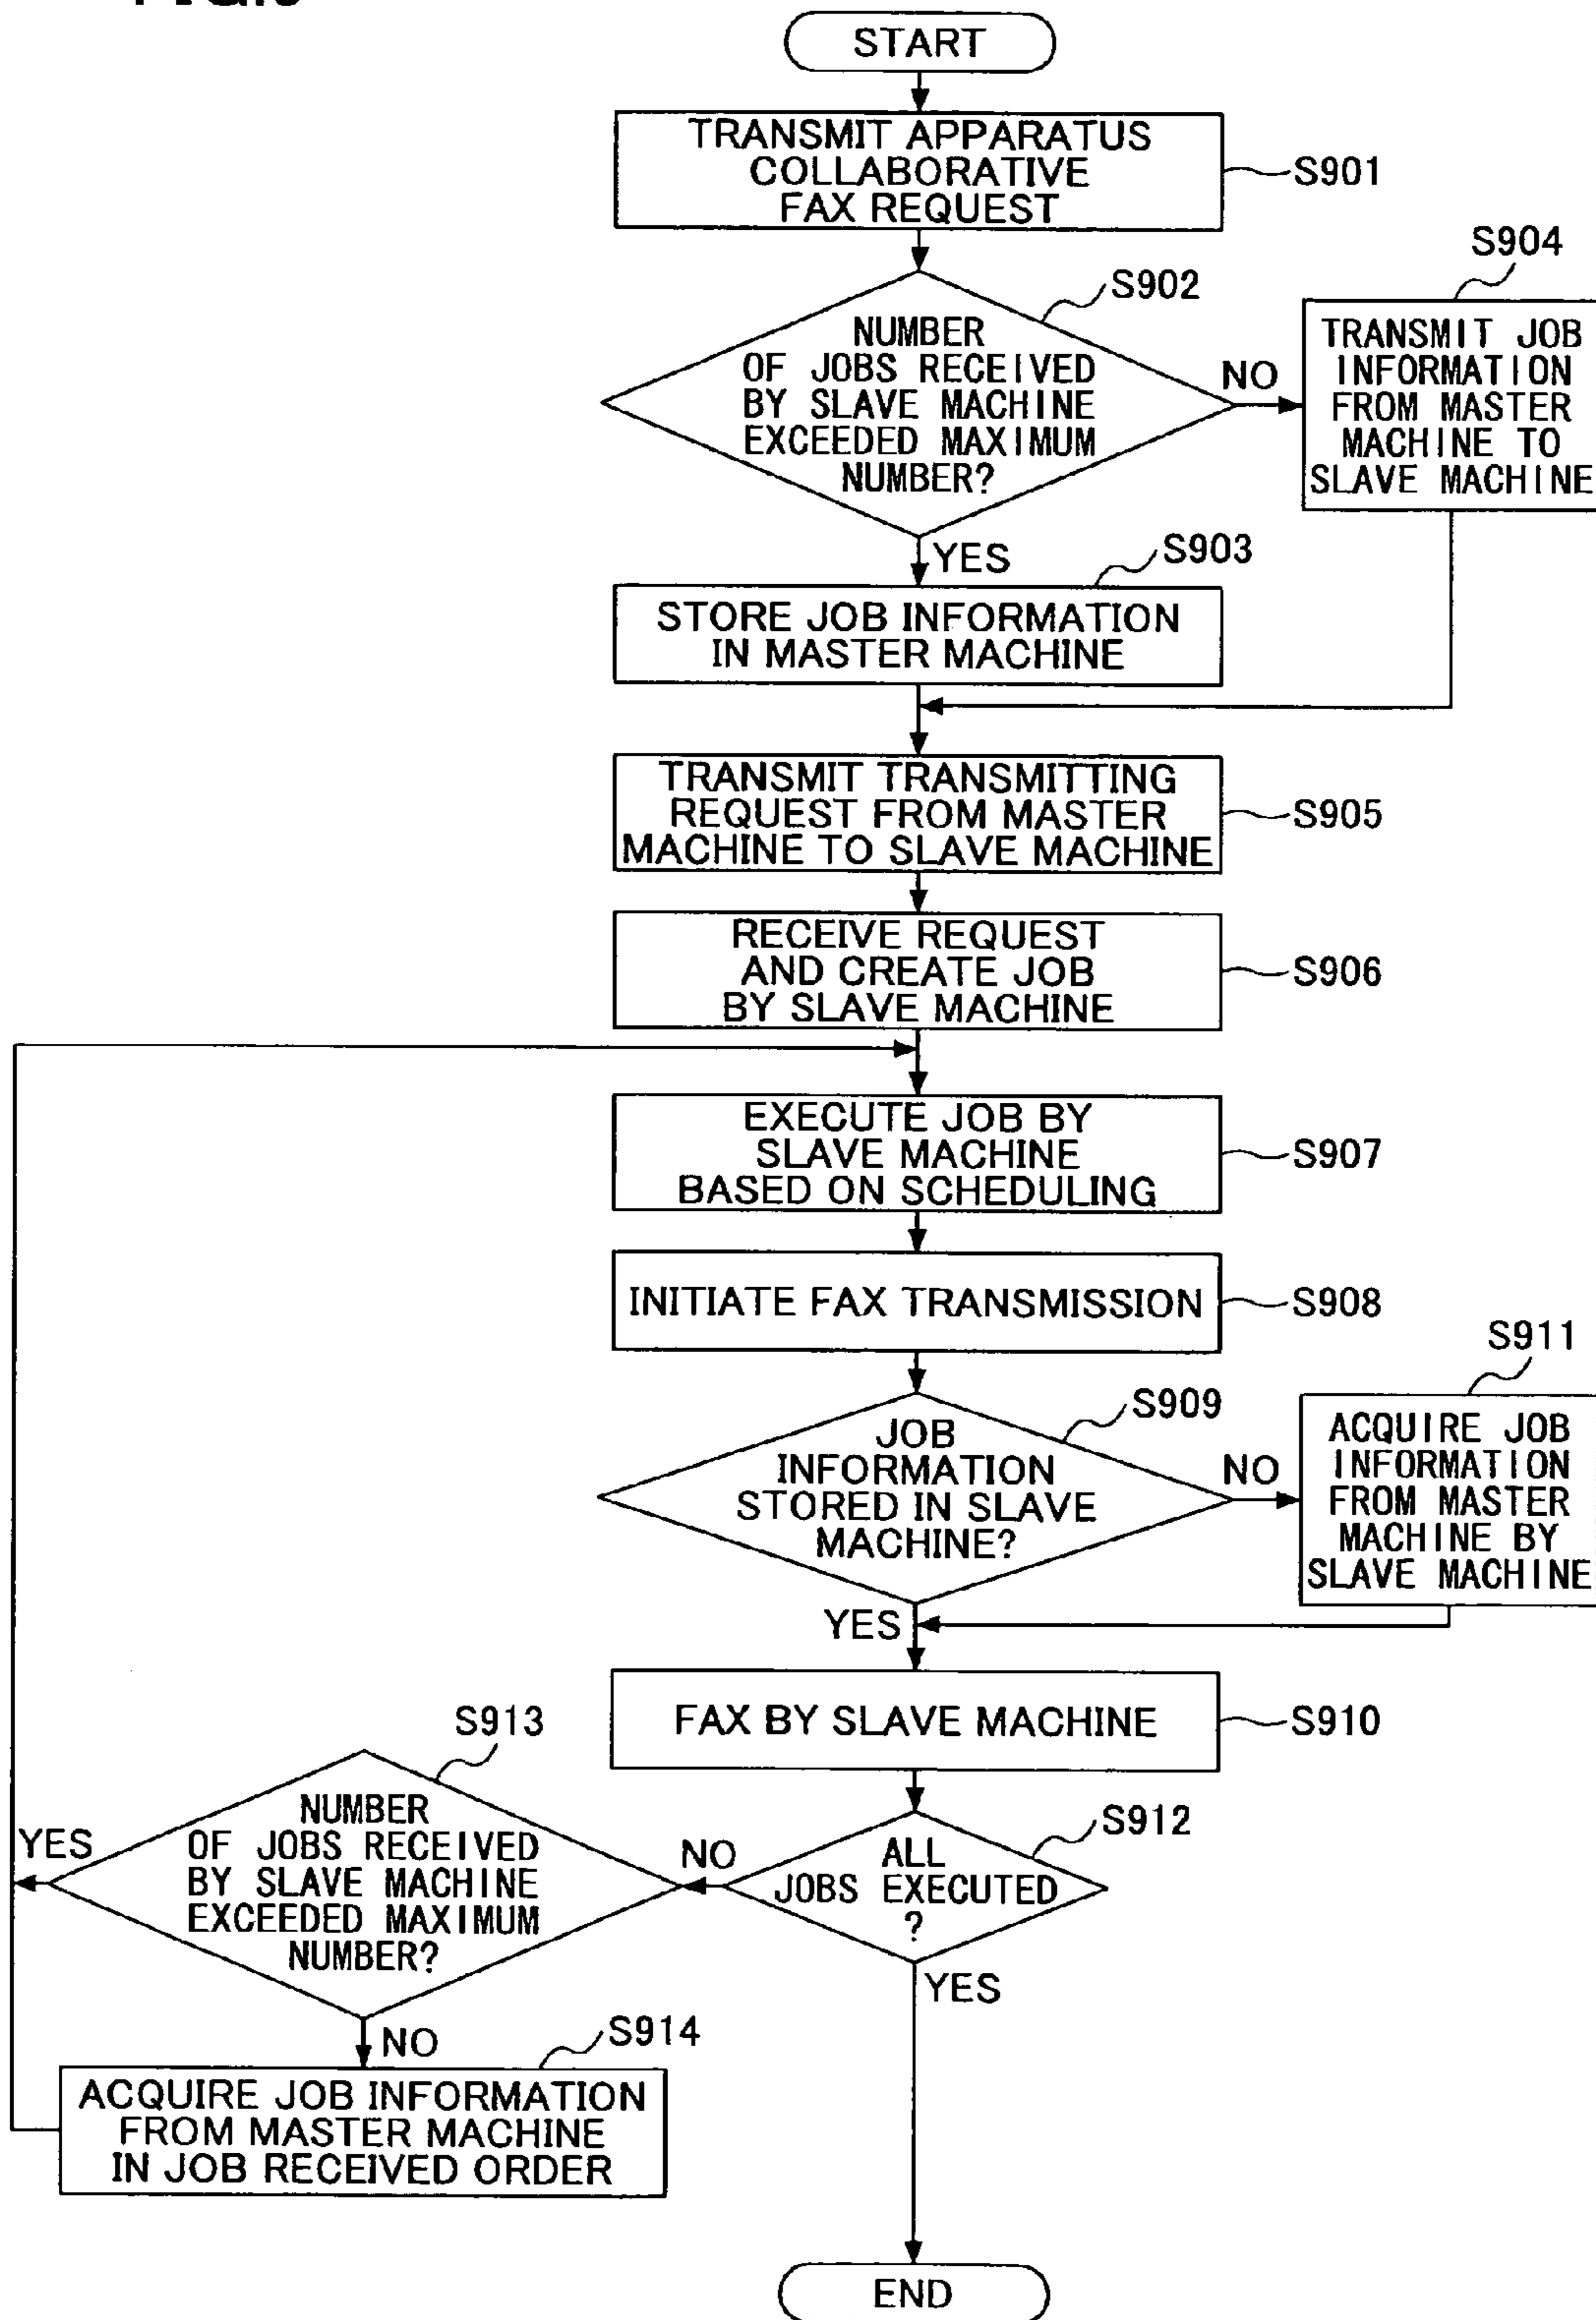 START
TRANSMIT APPARATUS
COLLABORATIVE
FAX REQUEST
S901
S902
NUMBER
OF JOBS RECEIVED
BY SLAVE MACHINE
EXCEEDED MAXIMUM
NUMBER?
NO
S904
TRANSMIT JOB
INFORMATION
FROM MASTER
MACHINE TO
SLAVE MACHINE
YES
S903
STORE JOB INFORMATION
IN MASTER MACHINE
TRANSMIT TRANSMITTING
REQUEST FROM MASTER
MACHINE TO SLAVE MACHINE
S905
RECEIVE REQUEST
AND CREATE JOB
BY SLAVE MACHINE
S906
EXECUTE JOB BY
SLAVE MACHINE
BASED ON SCHEDULING
S907
INITIATE FAX TRANSMISSION
S908
S909
JOB
INFORMATION
STORED IN SLAVE
MACHINE?
NO
S911
ACQUIRE JOB
INFORMATION
FROM MASTER
MACHINE BY
SLAVE MACHINE
YES
FAX BY SLAVE MACHINE
S910
S912
ALL
JOBS EXECUTED
?
NO
S913
NUMBER
OF JOBS RECEIVED
BY SLAVE MACHINE
EXCEEDED MAXIMUM
NUMBER?
YES
NO
S914
ACQUIRE JOB INFORMATION
FROM MASTER MACHINE
IN JOB RECEIVED ORDER
YES
END